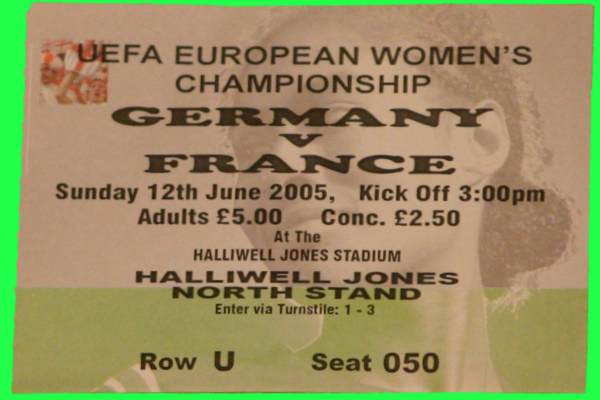 UEFA EUROPEAN WOMEN'S
CHAMPIONSHIP
GERMANY
V
FRANCE
Sunday 12th June 2005, Kick Off 3:00pm
Adults £5.00 Conc. £2.50
At The
HALLIWELL JONES STADIUM
HALLIWELL JONES
NORTH STAND
Enter via Turnstile: 1 - 3
Row U Seat 050